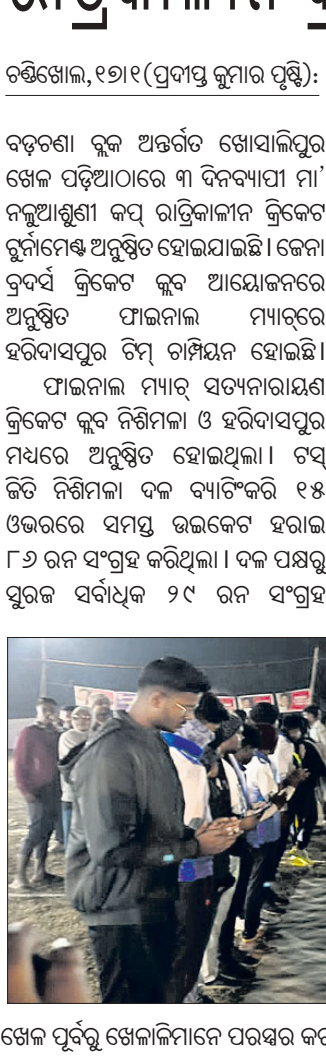 ଚଣ୍ଡିଖୋଲ,୧୭।୧(ପ୍ରଦୀପ୍ତ କୁମାର ପୃଷ୍ଟି):
ବଡ଼ଚଣା ବ୍ଲକ ଅନ୍ତର୍ଗତ ଖୋସାଲିପୁର
ଖେଳ ପଡ଼ିଆଠାରେ ୩ ଦିନବ୍ୟାପୀ ମା’
ନଳୁଆଶୁଣୀ କପ୍ ରାତ୍ରିକାଳୀନ କ୍ରିକେଟ
ଟୁର୍ନାମେଣ୍ଟ ଅନୁଷ୍ଠିତ ହୋଇଯାଇଛି। ଜେନା
ବ୍ରଦର୍ସ କ୍ରିକେଟ କ୍ଲବ ଆୟୋଜନରେ
ଅନୁଷ୍ଠିତ ଫାଇନାଲ ମ୍ୟାଚ୍‌ରେ
ହରିଦାସପୁର ଟିମ୍ ଚାମ୍ପିୟନ ହୋଇଛି।
ଫାଇନାଲ ମ୍ୟାଚ୍ ସତ୍ୟନାରାୟଣ
କ୍ରିକେଟ କ୍ଲବ ନିଶିମଳା ଓ ହରିଦାସପୁର
ମଧ୍ୟରେ ଅନୁଷ୍ଠିତ ହୋଇଥିଲା। ଟସ୍
ଜିତି ନିଶିମଳା ଦଳ ବ୍ୟାଟିଂକରି ୧୫
ଓଭରରେ ସମସ୍ତ ଉଇକେଟ ହରାଇ
୮୬ ରନ ସଂଗ୍ରହ କରିଥିଲା। ଦଳ ପକ୍ଷରୁ
ସୁରଜ ସର୍ବାଧିକ ୨୯ ରନ ସଂଗ୍ରହ
ଖେଳ ପୂର୍ବରୁ ଖେଳାଳିମାନେ ପରସ୍ପର